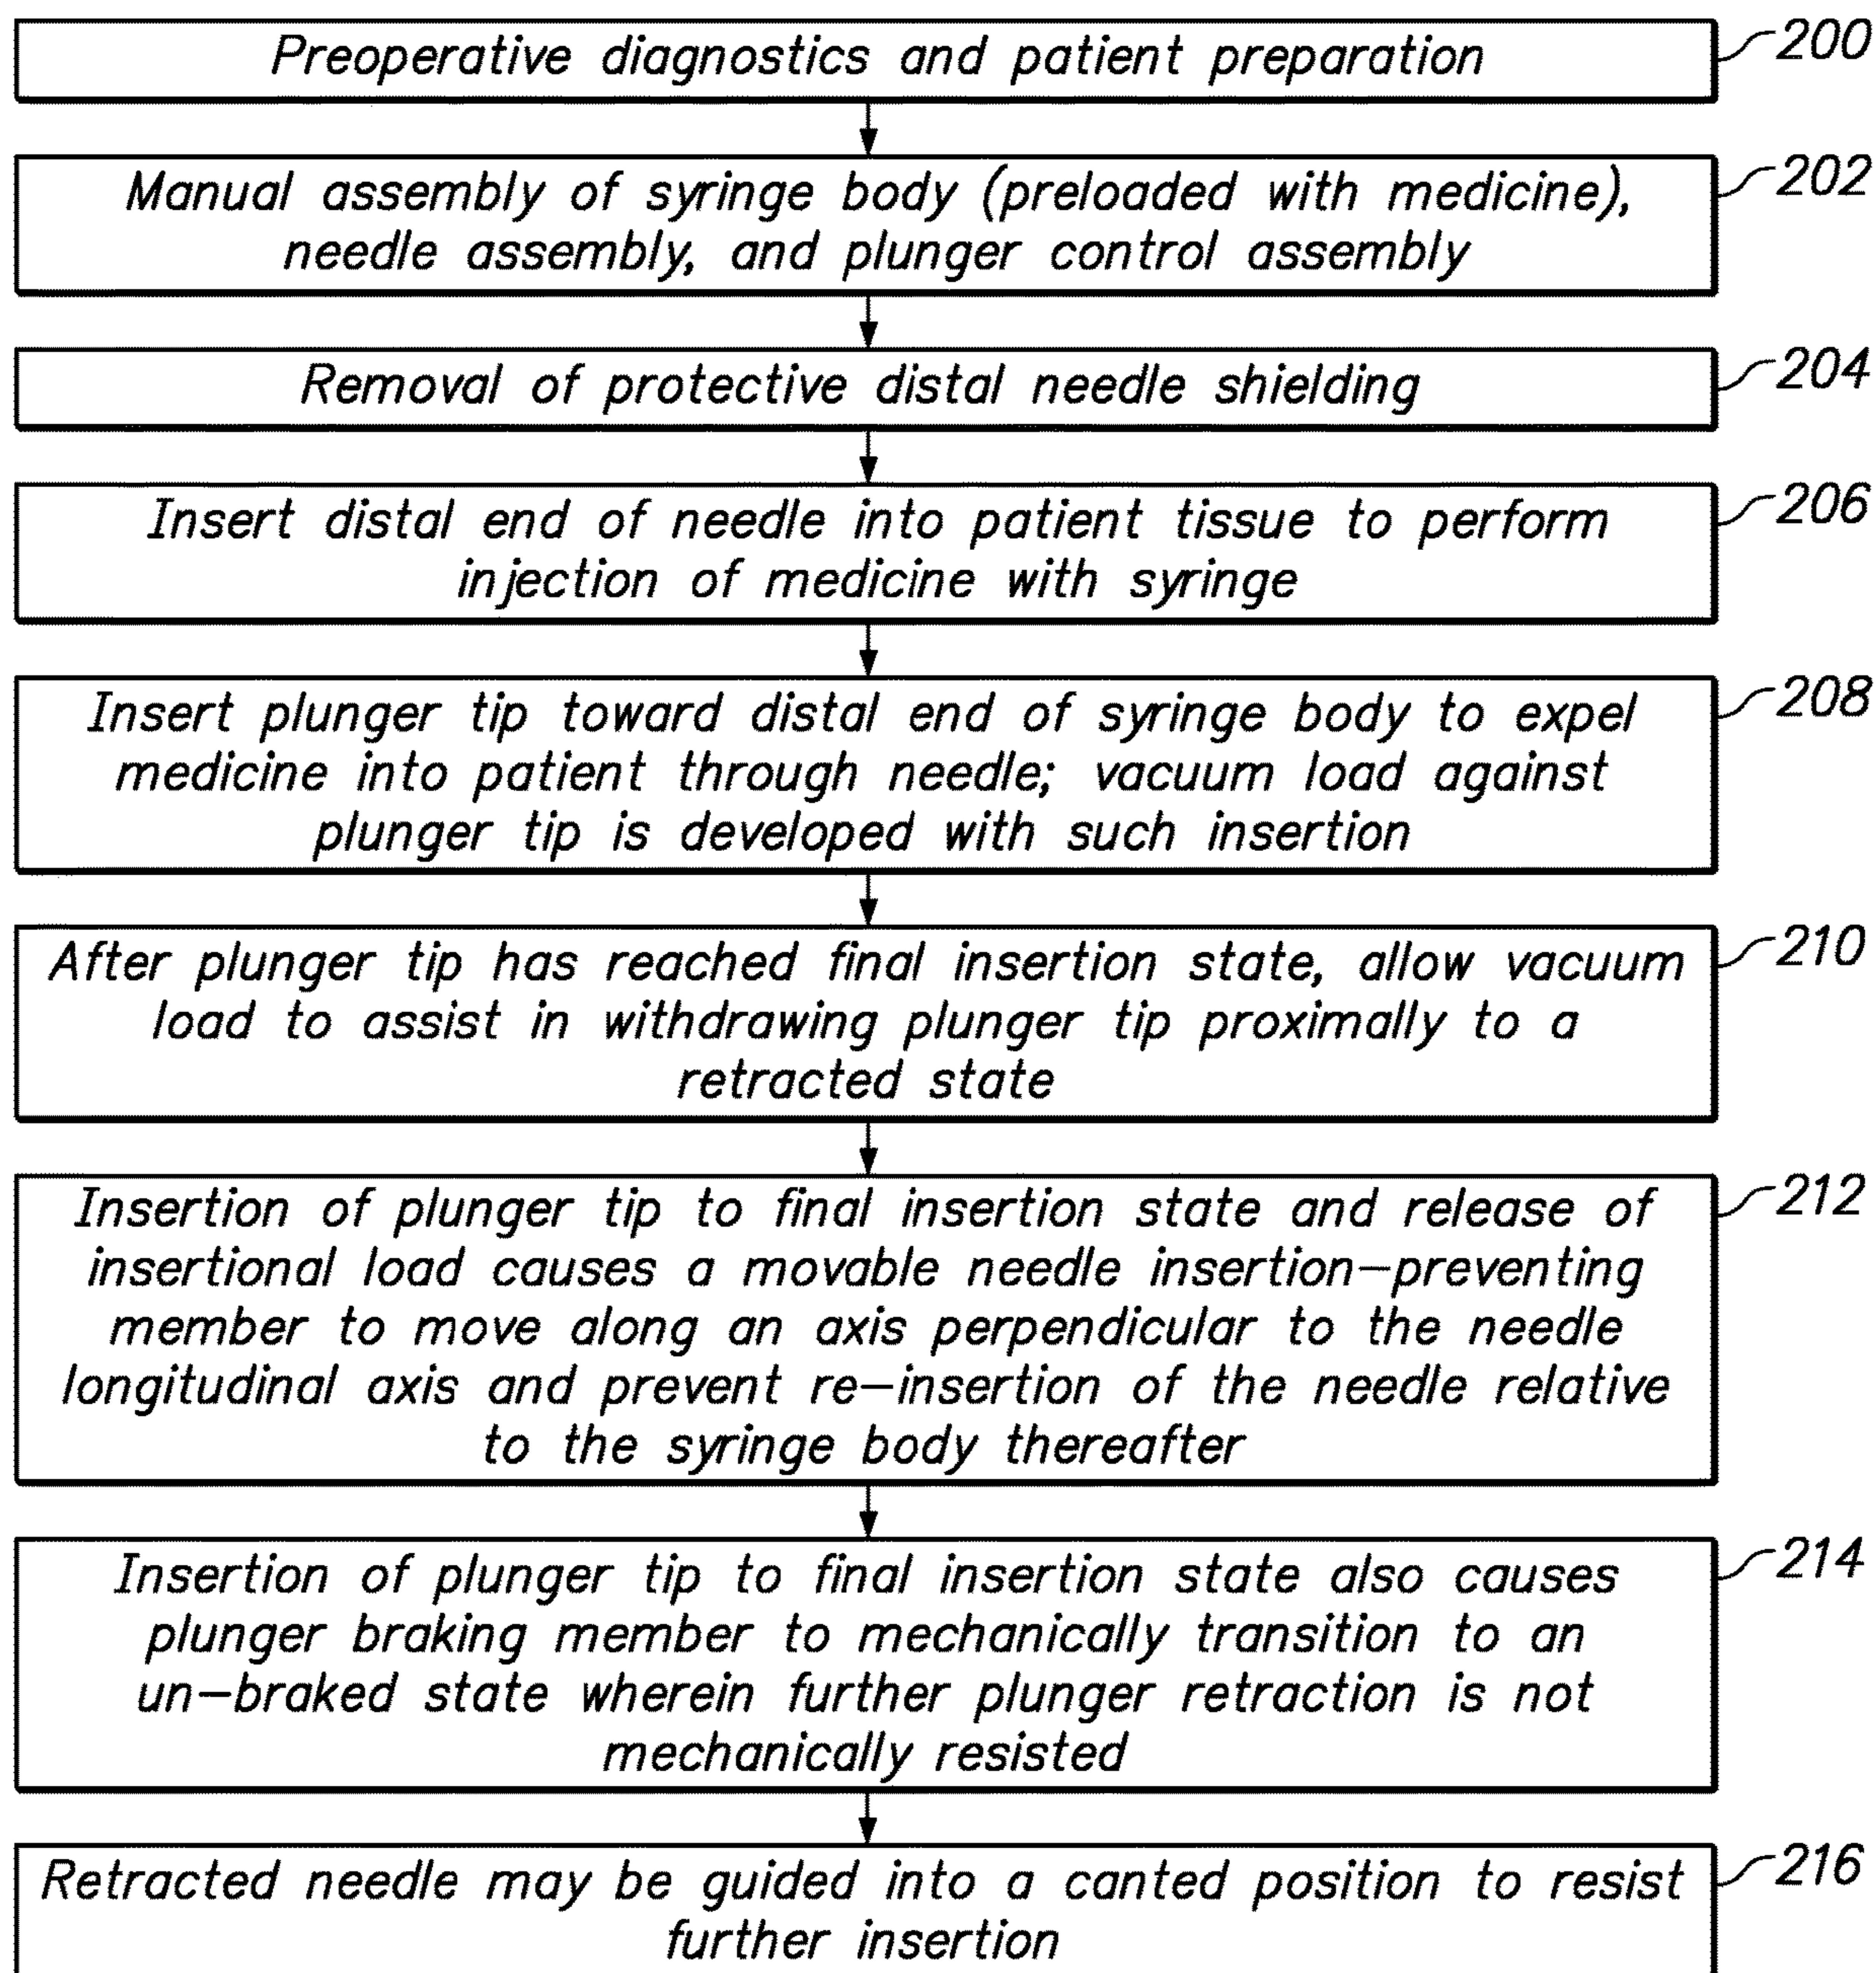 Preoperative diagnostics and patient preparation
200
Manual assembly of syringe body (preloaded with medicine),
needle assembly, and plunger control assembly
202
Removal of protective distal needle shielding
204
Insert distal end of needle into patient tissue to perform
injection of medicine with syringe
206
Insert plunger tip toward distal end of syringe body to expel
medicine into patient through needle; vacuum load against
plunger tip is developed with such insertion
208
After plunger tip has reached final insertion state, allow vacuum
load to assist in withdrawing plunger tip proximally to a
retracted state
210
Insertion of plunger tip to final insertion state and release of
insertional load causes a movable needle insertion-preventing
member to move along an axis perpendicular to the needle
longitudinal axis and prevent re-insertion of the needle relative
to the syringe body thereafter
212
Insertion of plunger tip to final insertion state also causes
plunger braking member to mechanically transition to an
un-braked state wherein further plunger retraction is not
mechanically resisted
214
Retracted needle may be guided into a canted position to resist
further insertion
216